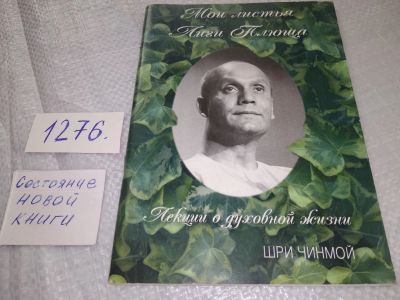 Мои листья
Лиги Плюща
1276.
Состояние
новой
книги
Лекции о духовной жизни
ШРИ ЧИНМОЙ